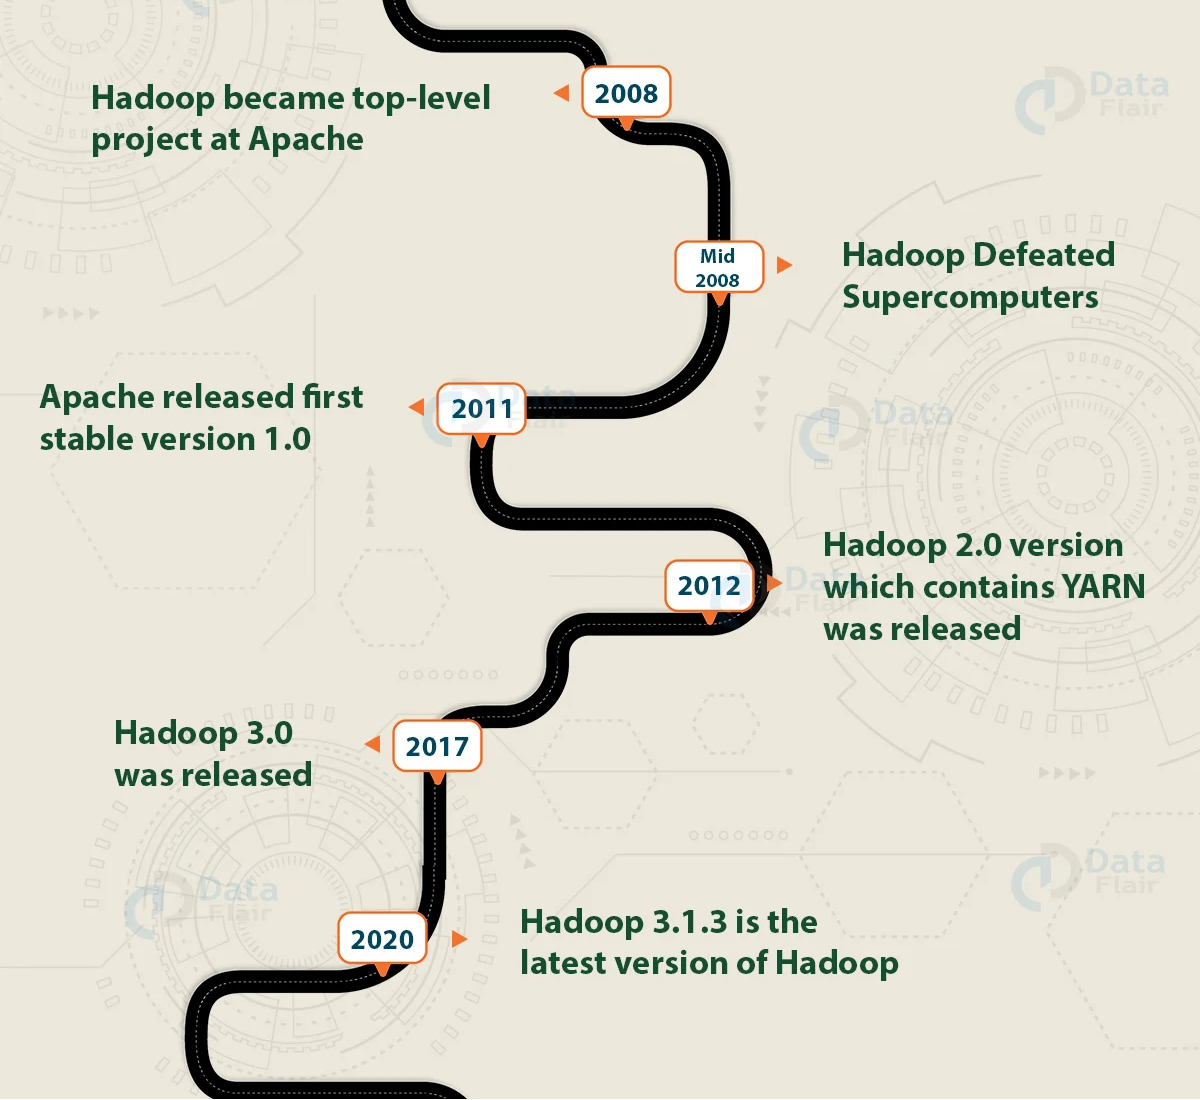 Hadoop became top-level
project at Apache
2008
Data
Flair
Mid
2008
Hadoop Defeated
Supercomputers
Apache released first
stable version 1.0
2011
Data
Flair
Data
Flair
2012
Data
Flair
Hadoop 2.0 version
which contains YARN
was released
Hadoop 3.0
was released
2017
Data
Flair
Data
Flair
2020
Hadoop 3.1.3 is the
latest version of Hadoop